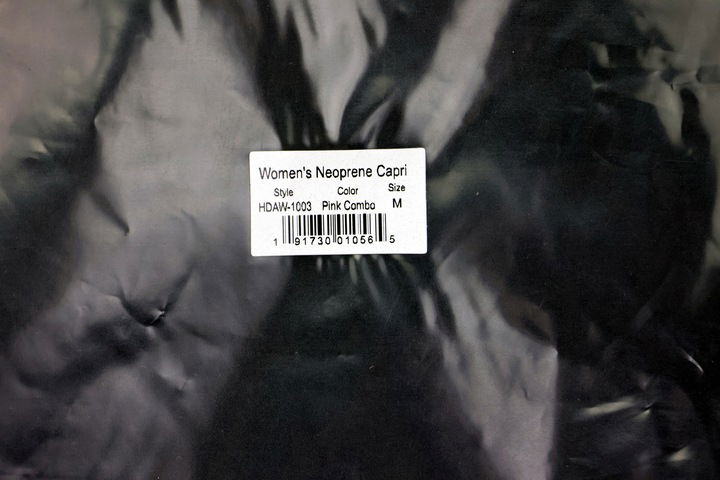 Women's Neoprene Capri
Style Color Size
HDAW-1003 Pink Combo M
1 91730 01056 5